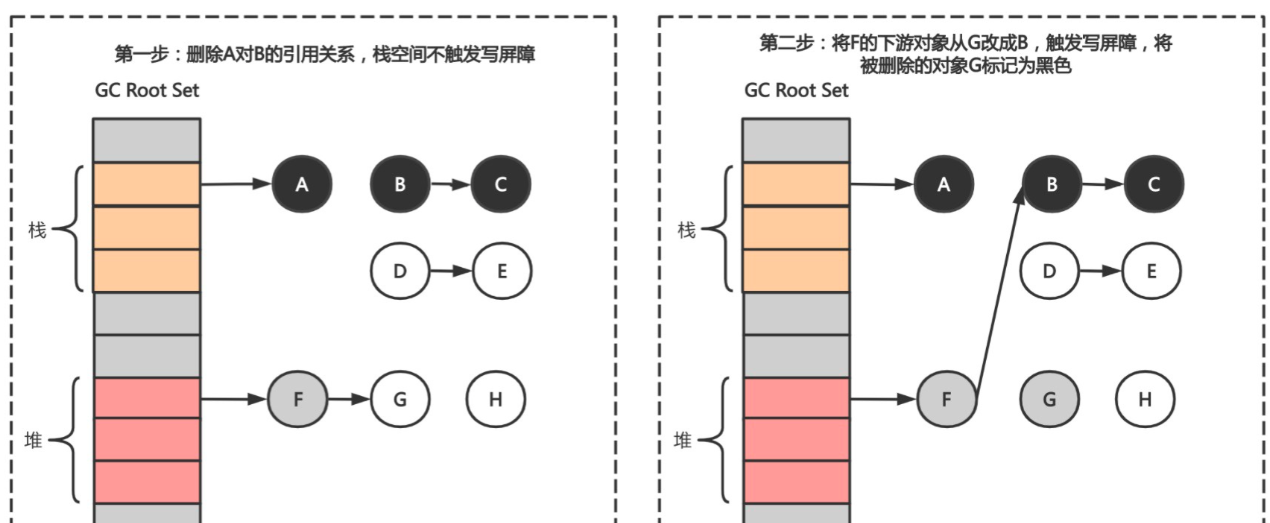 第一步：删除A对B的引用关系，栈空间不触发写屏障
GC Root Set
栈
A
B
C
D
E
堆
F
G
H
第二步：将F的下游对象从G改成B，触发写屏障，将
被删除的对象G标记为黑色
GC Root Set
栈
A
B
C
D
E
堆
F
G
H